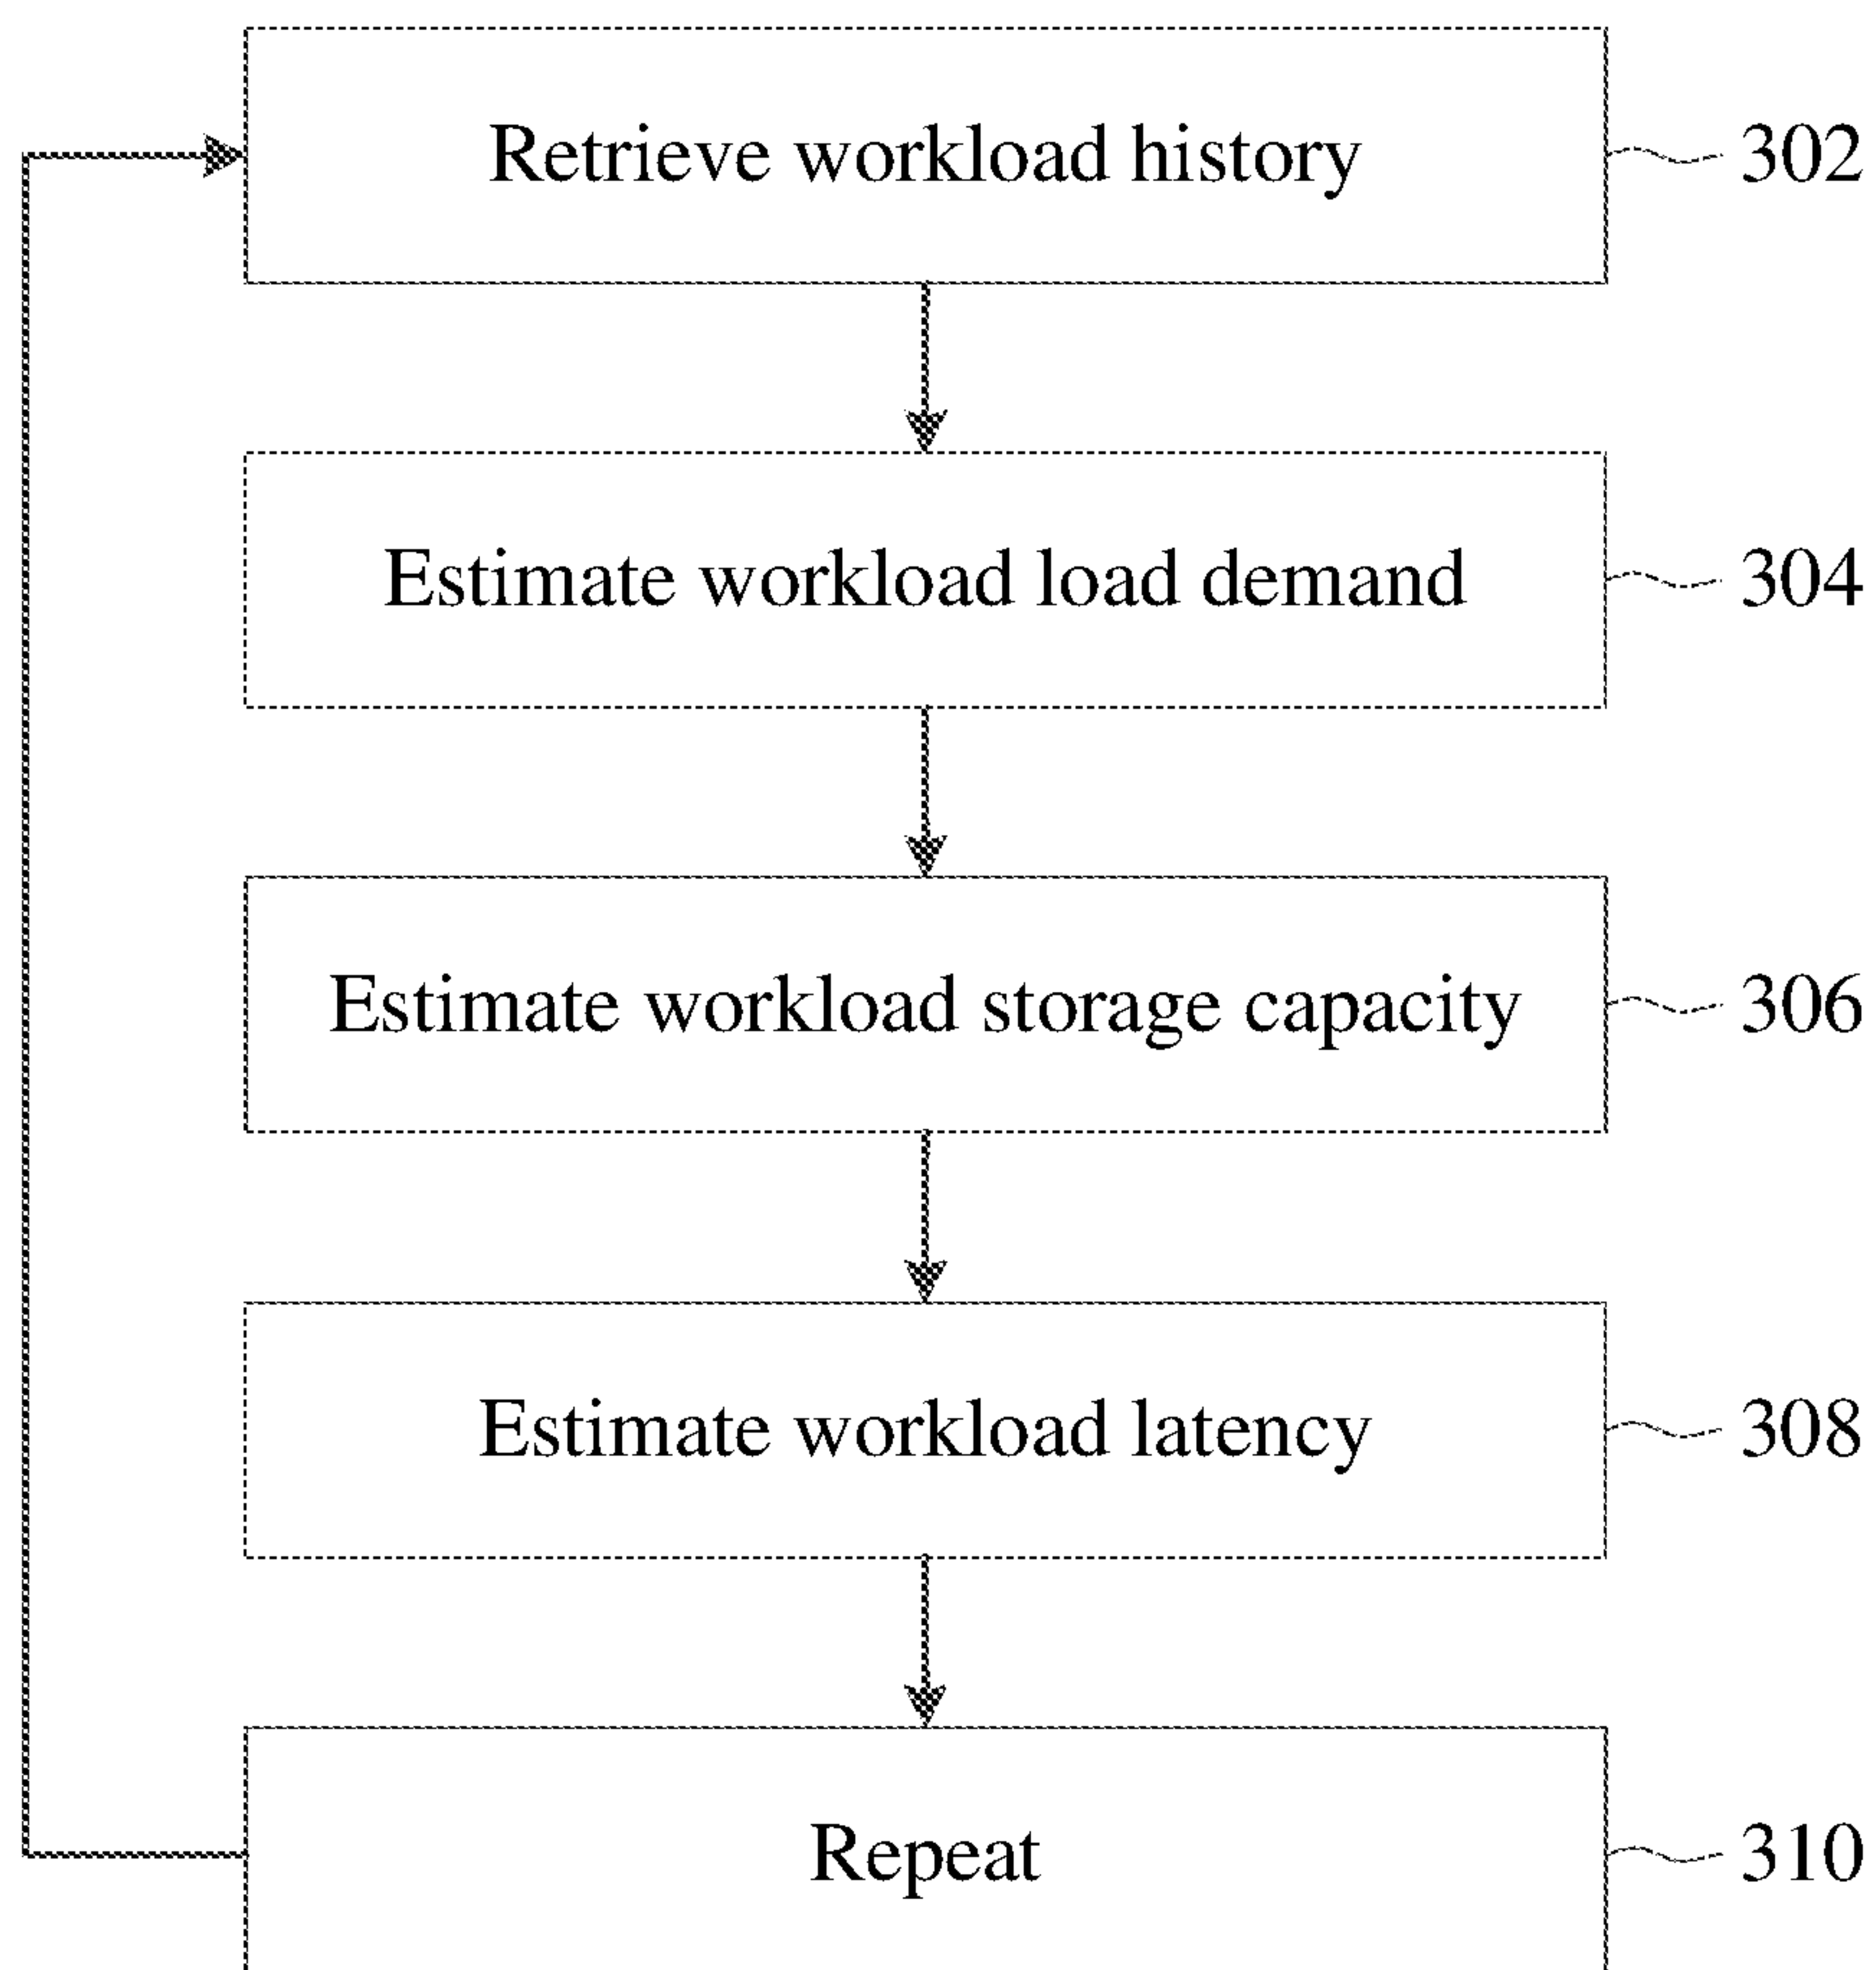 Retrieve workload history 302
Estimate workload load demand 304
Estimate workload storage capacity 306
Estimate workload latency 308
Repeat 310